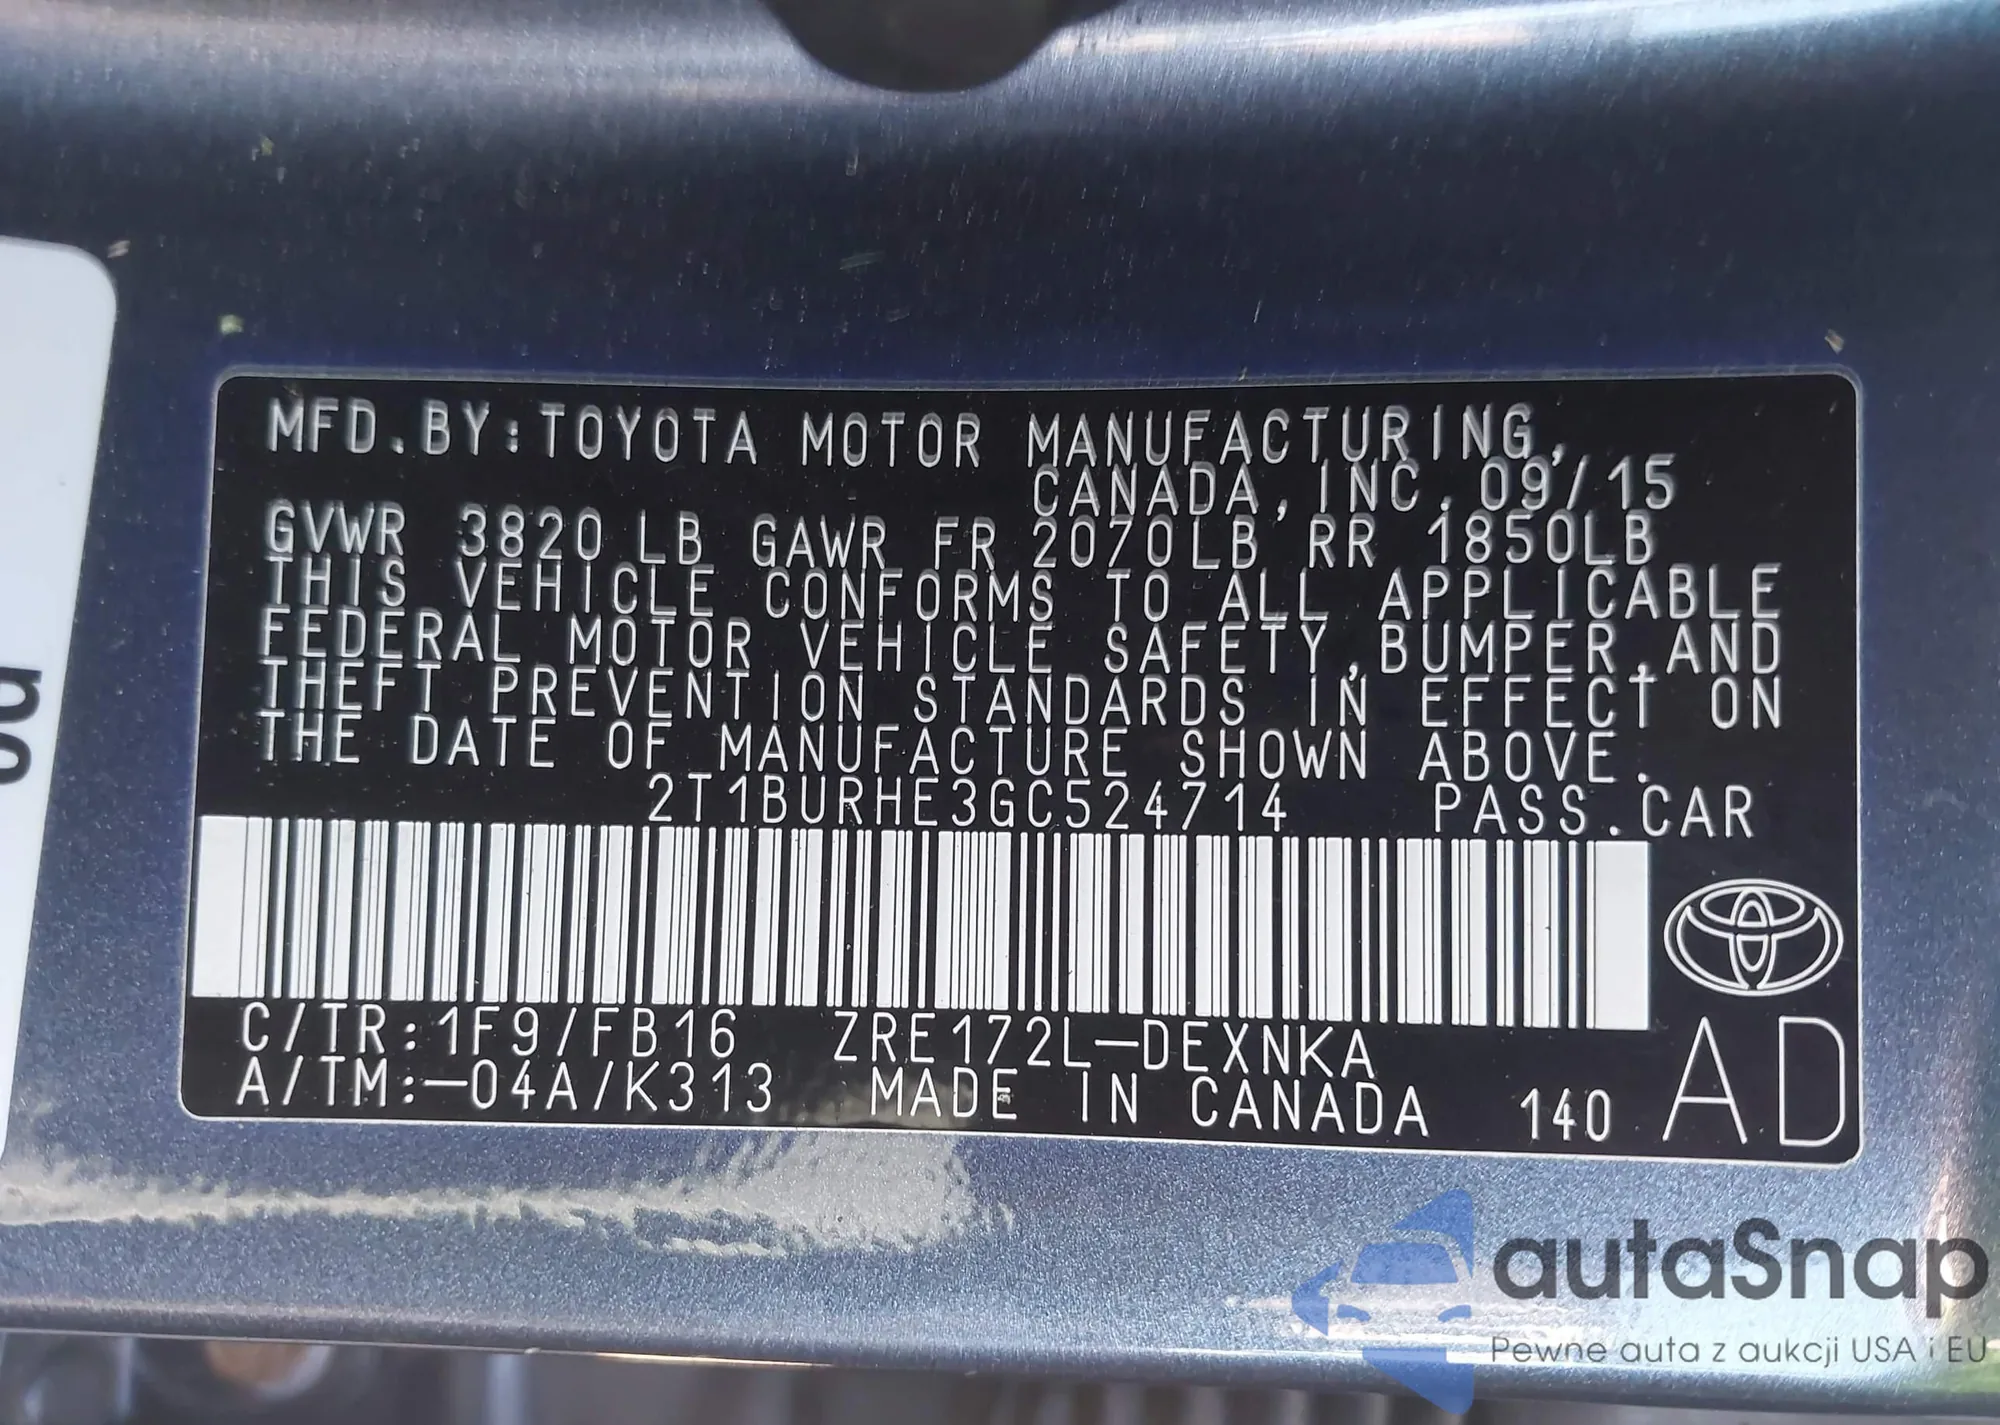 MFD.BY:TOYOTA MOTOR MANUFACTURING,
CANADA,INC.09/15
GVWR 3820LB GAWR FR 2070LB RR 1850LB
THIS VEHICLE CONFORMS TO ALL APPLICABLE
FEDERAL MOTOR VEHICLE SAFETY,BUMPER,AND
THEFT PREVENTION STANDARDS IN EFFECT ON
THE DATE OF MANUFACTURE SHOWN ABOVE.
2T1BURHE3GC524714 PASS.CAR
C/TR:1F9/FB16 ZRE172L-DEXNKA
A/TM:-04A/K313 MADE IN CANADA 140 AD
autaSnap
Pewne auta z aukcji USA i EU